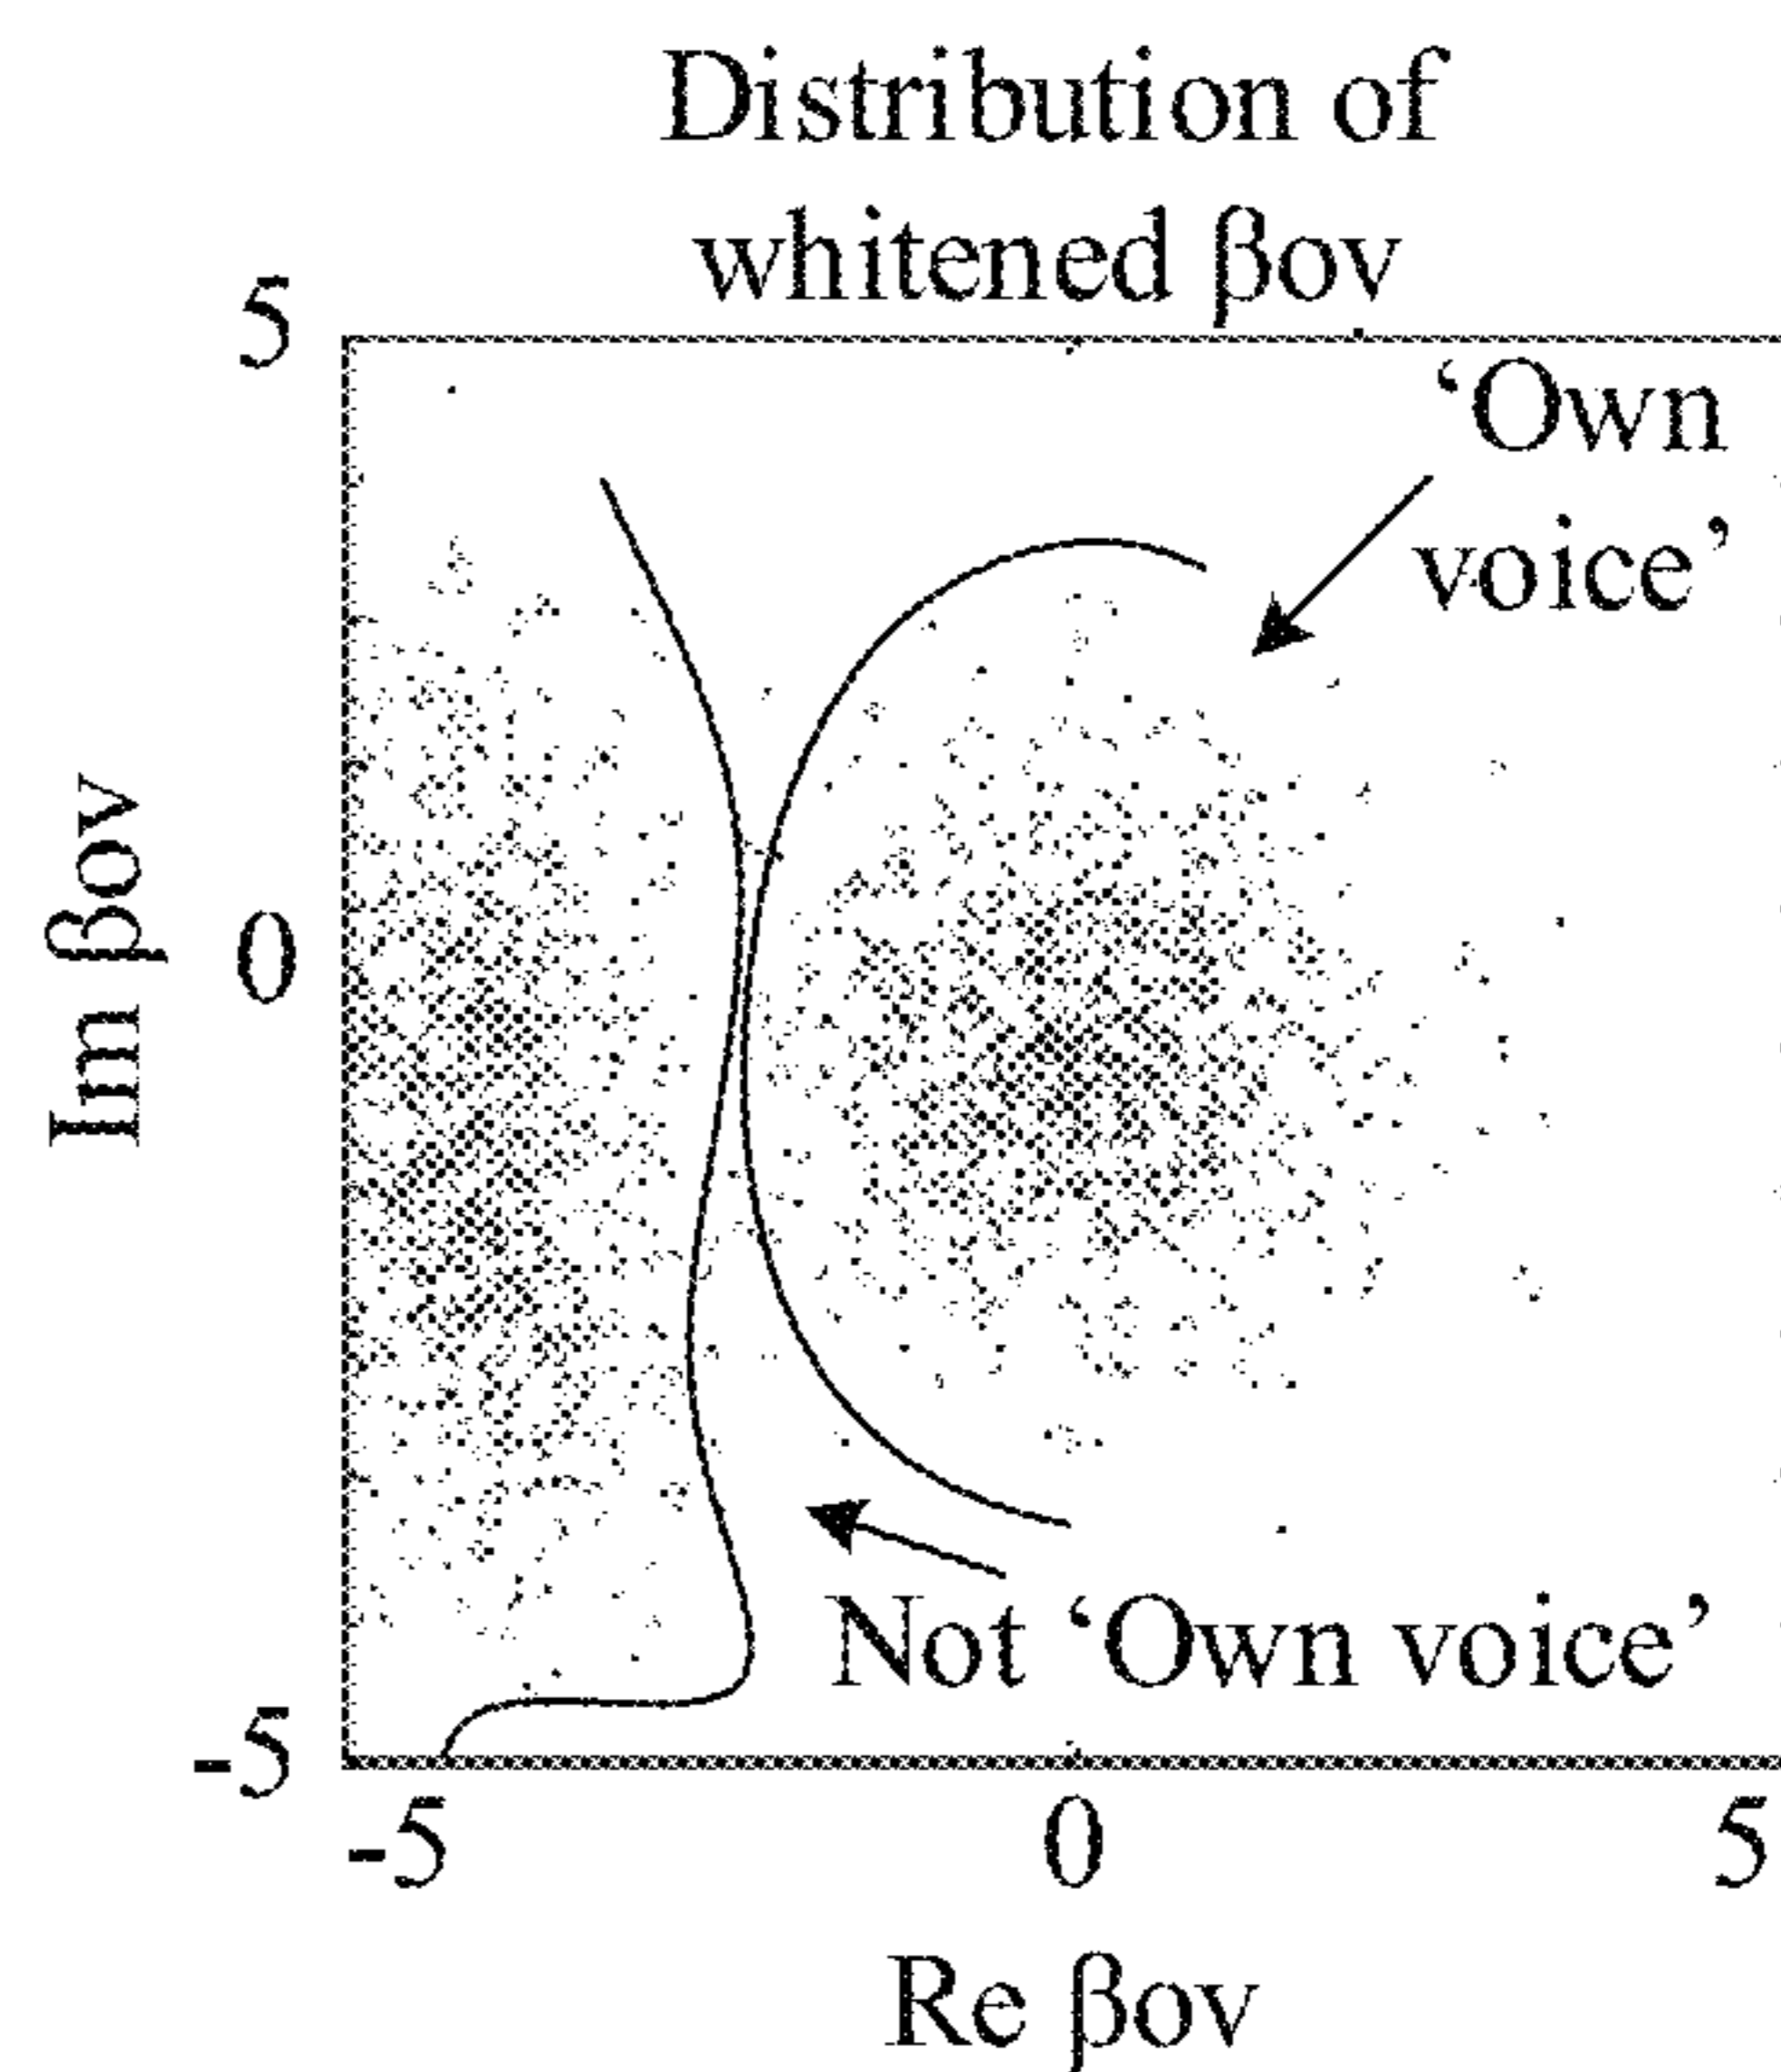 Distribution of
whitened βov
5
‘Own
voice’
Im βov
0
Not ‘Own voice’
-5
-5
0
5
Re βov